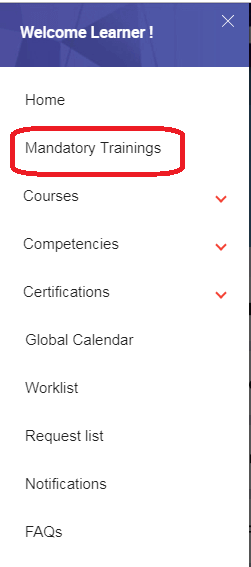 Welcome Learner !
Home
Mandatory Trainings
Courses
Competencies
Certifications
Global Calendar
Worklist
Request list
Notifications
FAQs